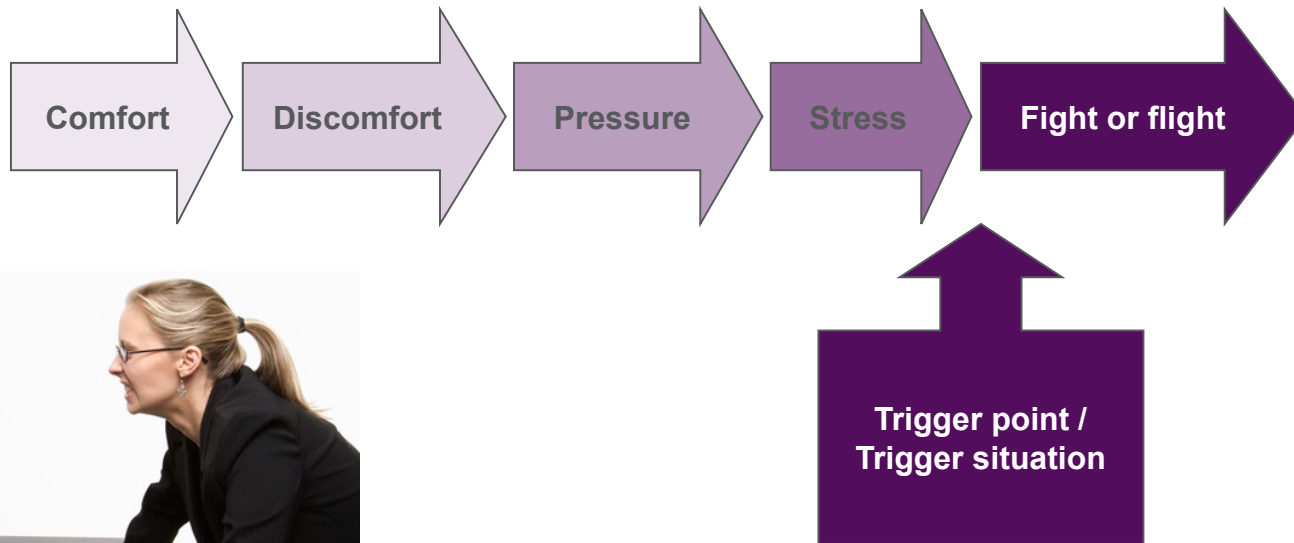 Comfort
Discomfort
Pressure
Stress
Fight or flight
Trigger point /
Trigger situation